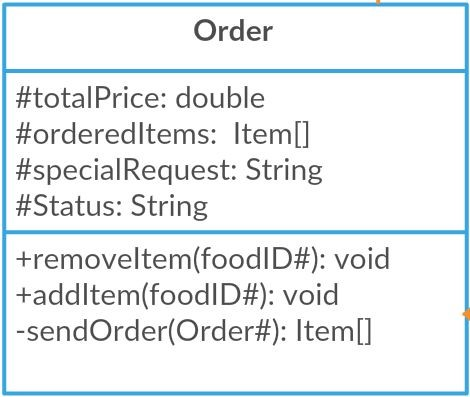 Order
#totalPrice: double
#orderedItems:  Item[]
#specialRequest: String
#Status: String
+removeItem(foodID#): void
+addItem(foodID#): void
-sendOrder(Order#): Item[]